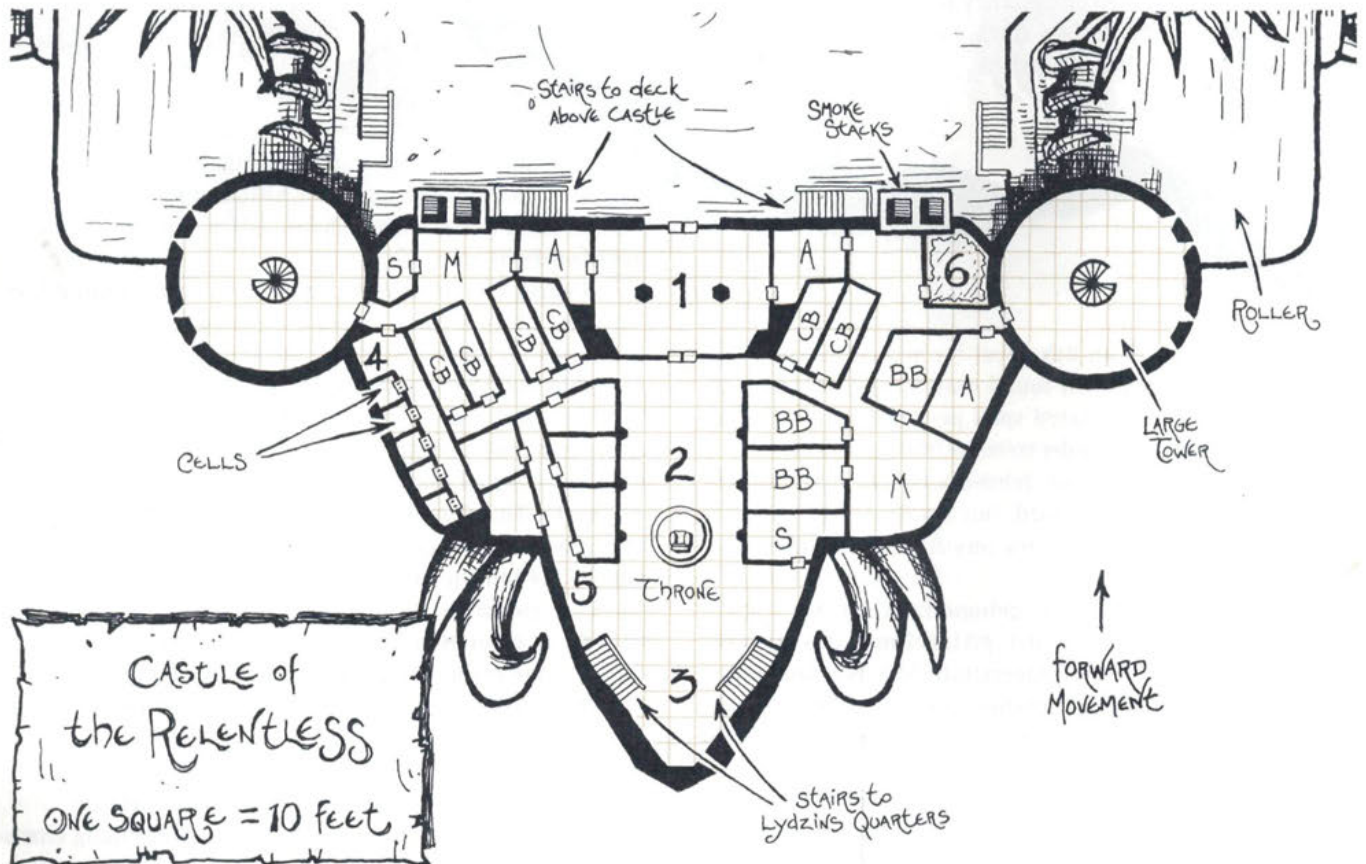 Stairs to deck
Above Castle
Smoke
Stacks
S
M
A
1
A
6
Roller
4
CB
CB
CB
CB
CB
CB
BB
A
Large
Tower
Cells
2
BB
BB
M
S
5
Throne
3
Forward
Movement
Castle of
the Relentless
One Square = 10 feet
Stairs to
Lydzins Quarters